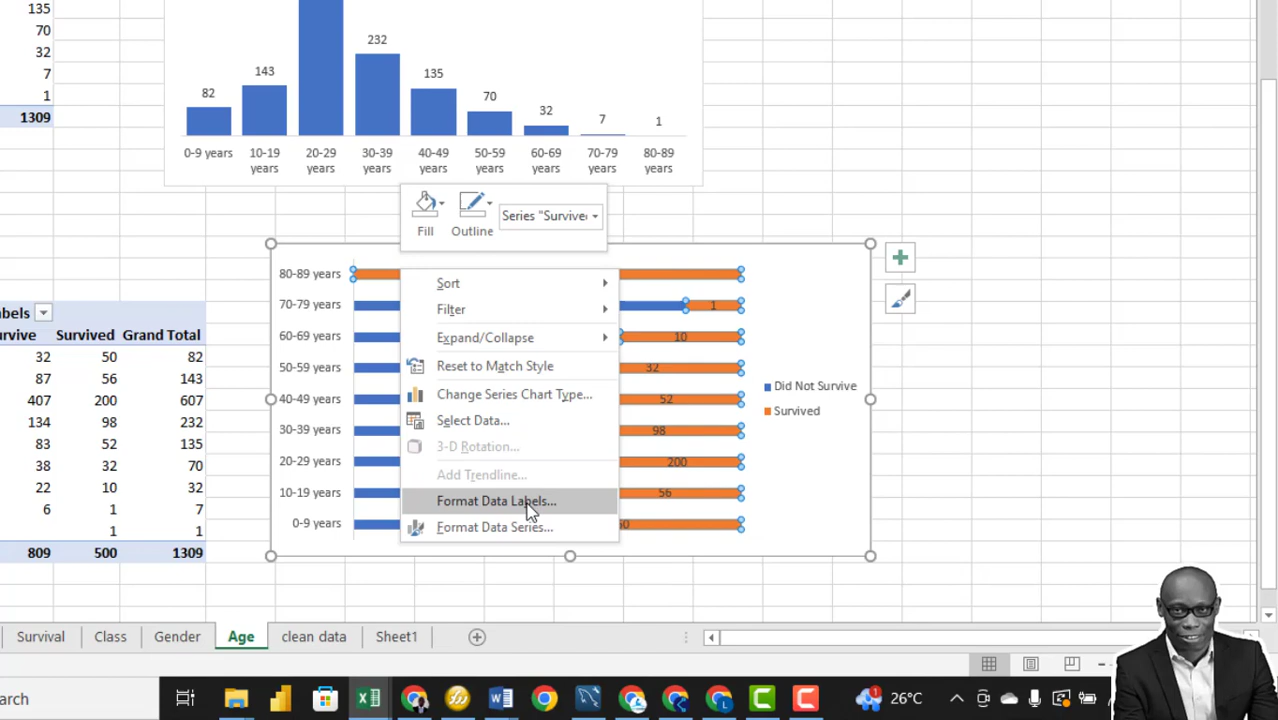 135
70
32
7
1
1309
232
143
135
82
70
32
7
1
0-9 years
10-19 years
20-29 years
30-39 years
40-49 years
50-59 years
60-69 years
70-79 years
80-89 years
Fill
Outline
Series "Survive
80-89 years
70-79 years
1
60-69 years
10
50-59 years
32
40-49 years
52
30-39 years
98
20-29 years
200
10-19 years
56
0-9 years
Did Not Survive
Survived
Sort
Filter
Expand/Collapse
Reset to Match Style
Change Series Chart Type...
Select Data...
3-D Rotation...
Add Trendline...
Format Data Labels...
Format Data Series...
abels
urvive Survived Grand Total
32 50 82
87 56 143
407 200 607
134 98 232
83 52 135
38 32 70
22 10 32
6 1 7
1 1
809 500 1309
Survival Class Gender Age clean data Sheet1
earch
1
26°C